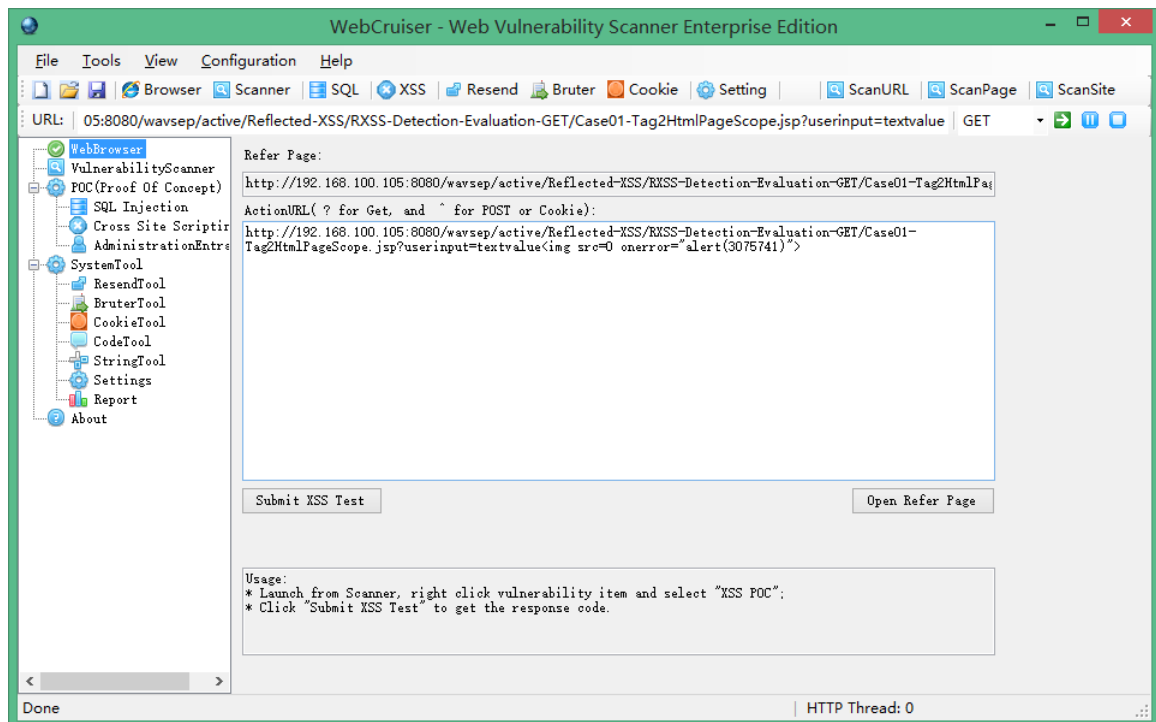 WebCruiser - Web Vulnerability Scanner Enterprise Edition
File Tools View Configuration Help
Browser Scanner SQL XSS Resend Bruter Cookie Setting ScanURL ScanPage ScanSite
URL: 05:8080/wavsep/active/Reflected-XSS/RXSS-Detection-Evaluation-GET/Case01-Tag2HtmlPageScope.jsp?userinput=textvalue GET
WebBrowser
VulnerabilityScanner
POC(Proof Of Concept)
SQL Injection
Cross Site Scriptir
AdministrationEntra
SystemTool
ResendTool
BruterTool
CookieTool
CodeTool
StringTool
Settings
Report
About
Refer Page:
http://192.168.100.105:8080/wavsep/active/Reflected-XSS/RXSS-Detection-Evaluation-GET/Case01-Tag2HtmlPag
ActionURL( ? for Get, and ^ for POST or Cookie):
http://192.168.100.105:8080/wavsep/active/Reflected-XSS/RXSS-Detection-Evaluation-GET/Case01-
Tag2HtmlPageScope.jsp?userinput=textvalue<img src=0 onerror="alert(3075741)">
Submit XSS Test
Open Refer Page
Usage:
* Launch from Scanner, right click vulnerability item and select "XSS POC";
* Click "Submit XSS Test" to get the response code.
Done
HTTP Thread: 0